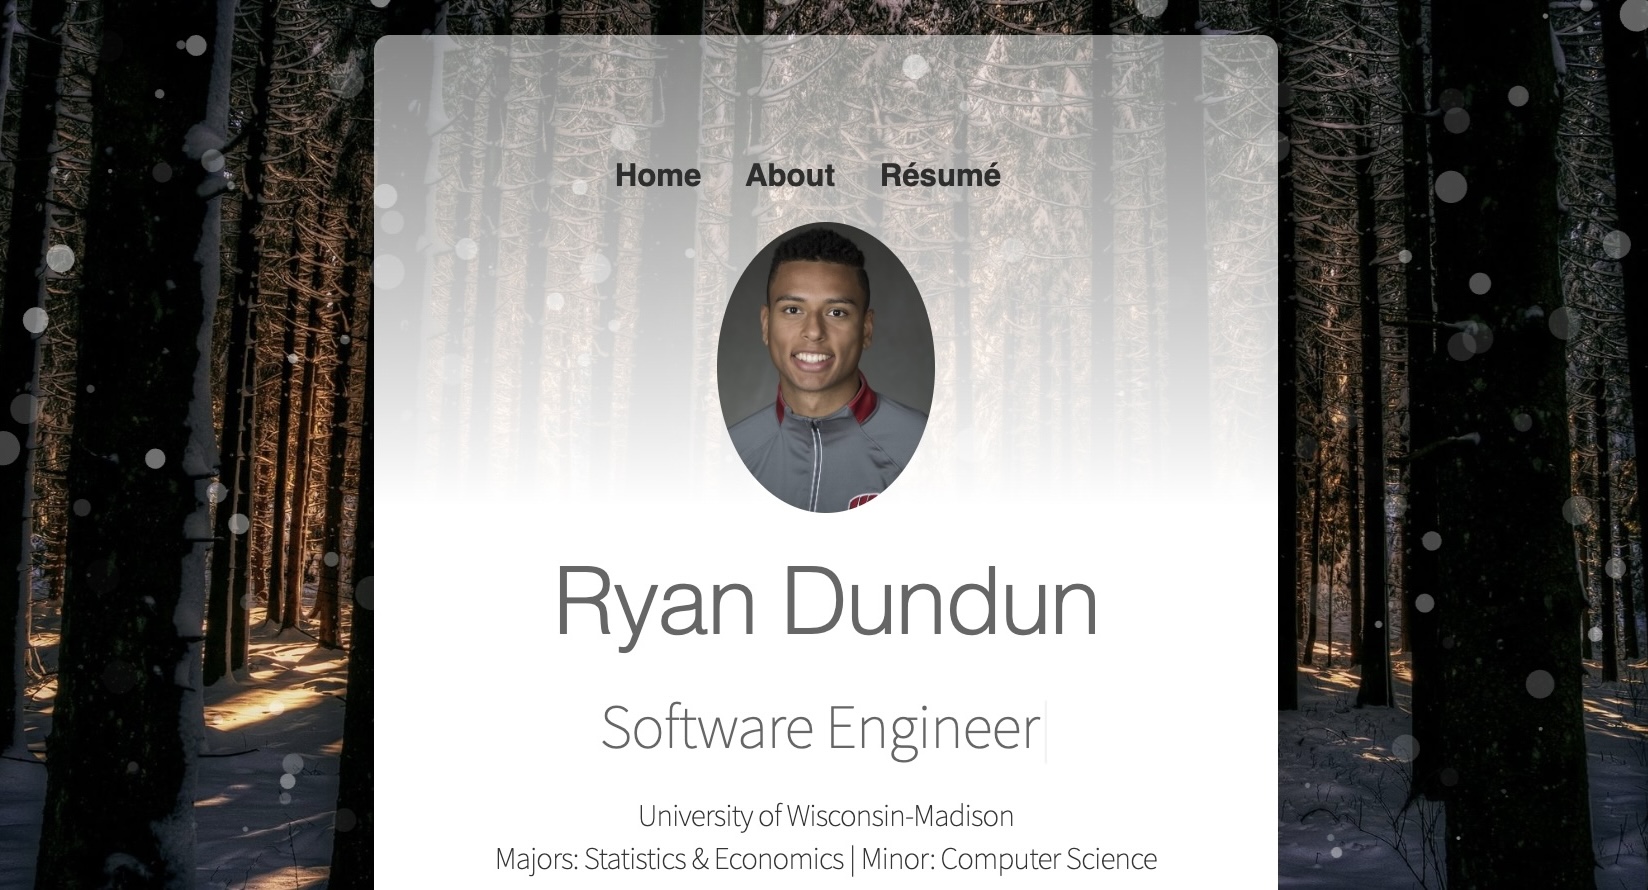 Home About Résumé
Ryan Dundun
Software Engineer
University of Wisconsin-Madison
Majors: Statistics & Economics | Minor: Computer Science